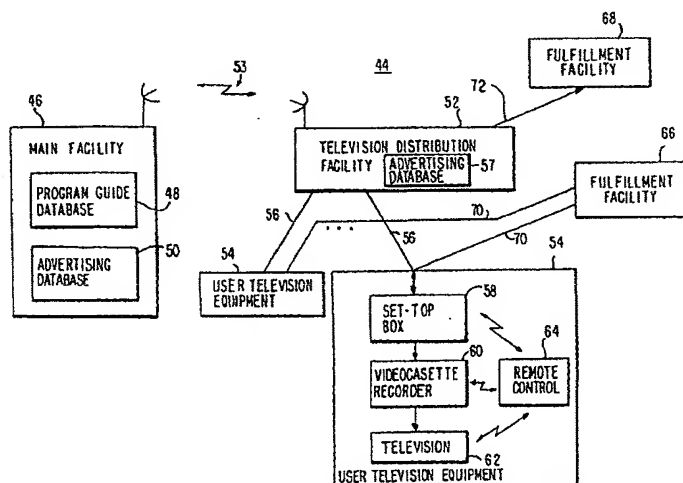 68
53
44
FULFILLMENT
FACILITY
46
52
72
MAIN FACILITY
TELEVISION DISTRIBUTION
FACILITY
ADVERTISING
DATABASE
57
66
PROGRAM GUIDE
DATABASE
48
FULFILLMENT
FACILITY
56
70
...
56
70
ADVERTISING
DATABASE
50
54
USER TELEVISION
EQUIPMENT
54
SET-TOP
BOX
58
VIDEOCASETTE
RECORDER
60
64
REMOTE
CONTROL
TELEVISION
62
USER TELEVISION EQUIPMENT